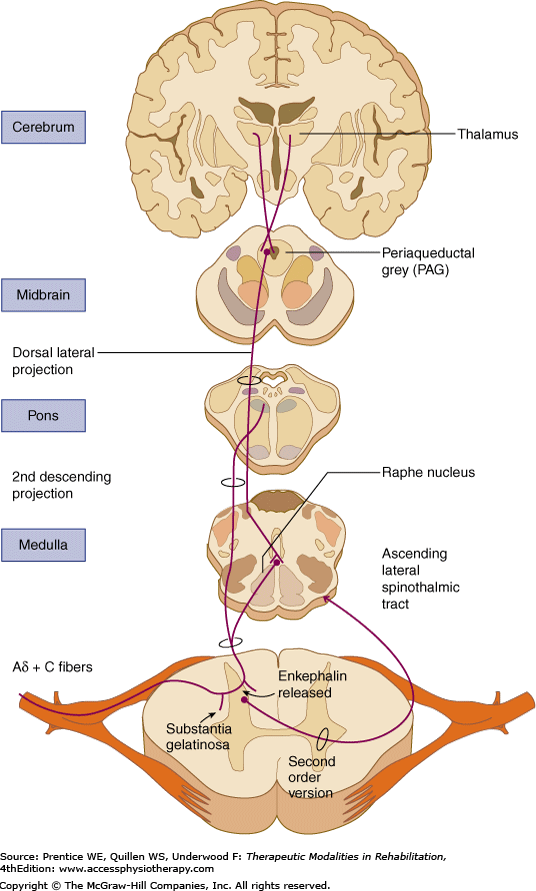 Cerebrum
Thalamus
Periaqueductal
grey (PAG)
Midbrain
Dorsal lateral
projection
Pons
Raphe nucleus
2nd descending
projection
Medulla
Ascending
lateral
spinothalmic
tract
Aδ + C fibers
Enkephalin
released
Substantia
gelatinosa
Second
order
version
Source: Prentice WE, Quillen WS, Underwood F: Therapeutic Modalities in Rehabilitation,
4thEdition: www.accessphysiotherapy.com
Copyright © The McGraw-Hill Companies, Inc. All rights reserved.